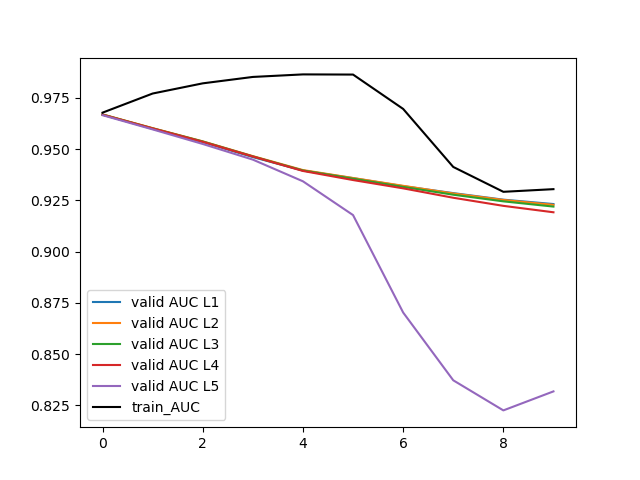 0.975
0.950
0.925
0.900
0.875
0.850
0.825
valid AUC L1
valid AUC L2
valid AUC L3
valid AUC L4
valid AUC L5
train_AUC
0 2 4 6 8